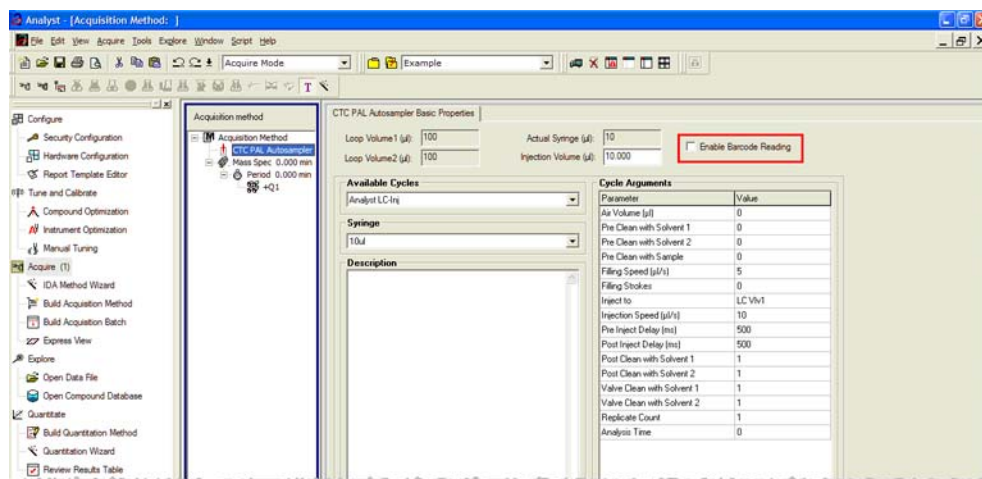 Analyst - [Acquisition Method: ]
File Edit View Acquire Tools Explore Window Script Help
Acquire Mode
Example
T
Configure
Security Configuration
Hardware Configuration
Report Template Editor
Tune and Calibrate
Compound Optimization
Instrument Optimization
Manual Tuning
Acquire (1)
IDA Method Wizard
Build Acquisition Method
Build Acquisition Batch
Express View
Explore
Open Data File
Open Compound Database
Quantitate
Build Quantitation Method
Quantitation Wizard
Review Results Table
Acquisition method
Acquisition Method
CTC PAL Autosampler
Mass Spec 0.000 min
Period 0.000 min
+Q1
CTC PAL Autosampler Basic Properties
Loop Volume1 (µl): 100 Actual Syringe (µl): 10
Loop Volume2 (µl): 100 Injection Volume (µl): 10.000
Enable Barcode Reading
Available Cycles
Analyst LC-Inj
Syringe
10ul
Description
Cycle Arguments
Parameter Value
Air Volume (µl) 0
Pre Clean with Solvent 1 0
Pre Clean with Solvent 2 0
Pre Clean with Sample 0
Filling Speed (µl/s) 5
Filling Strokes 0
Inject to LC Vlv1
Injection Speed (µl/s) 10
Pre Inject Delay (ms) 500
Post Inject Delay (ms) 500
Post Clean with Solvent 1 1
Post Clean with Solvent 2 1
Valve Clean with Solvent 1 1
Valve Clean with Solvent 2 1
Replicate Count 1
Analysis Time 0